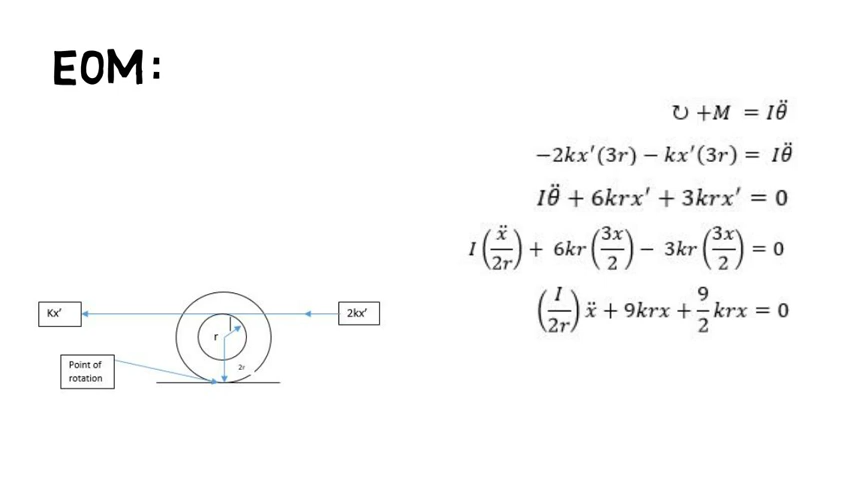 EOM:
↻ +M = Iθ̈
−2kx′(3r) − kx′(3r) = Iθ̈
Iθ̈ + 6krx′ + 3krx′ = 0
I(ẍ/2r) + 6kr(3x/2) − 3kr(3x/2) = 0
(I/2r)ẍ + 9krx + 9/2 krx = 0
Kx′
2kx′
r
2r
Point of
rotation